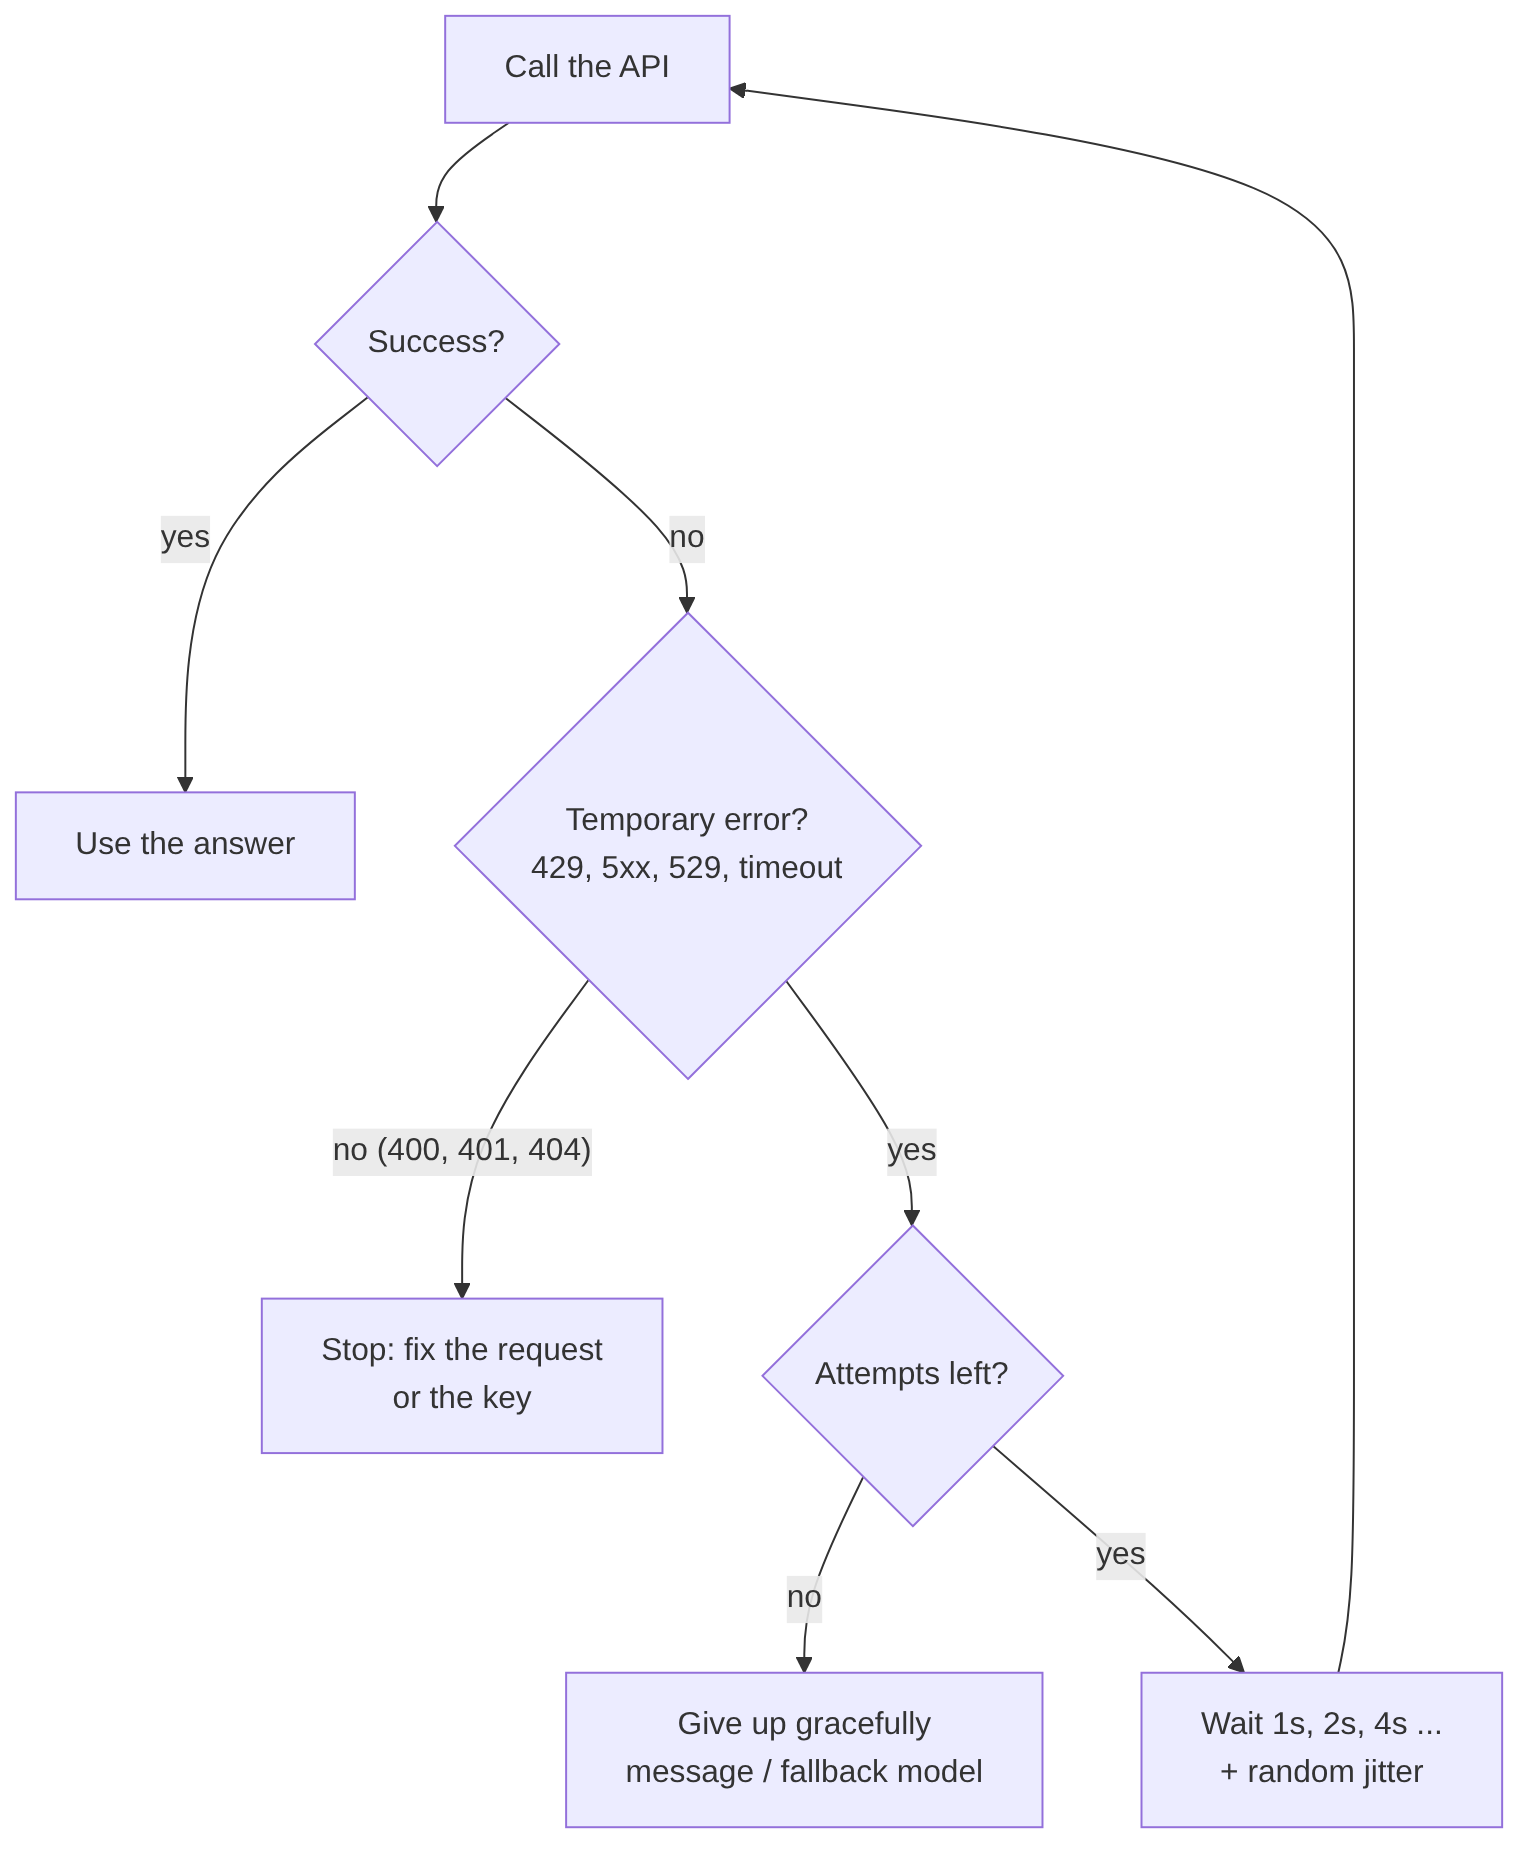 Call the API
Success?
yes
no
Temporary error?
429, 5xx, 529, timeout
Use the answer
no (400, 401, 404)
yes
Stop: fix the request
or the key
Attempts left?
no
yes
Give up gracefully
message / fallback model
Wait 1s, 2s, 4s ...
+ random jitter